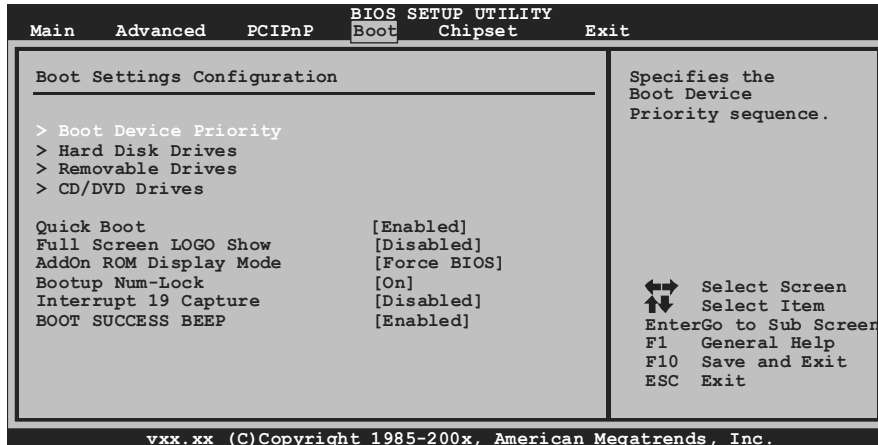 BIOS SETUP UTILITY
Main Advanced PCIPnP Boot Chipset Exit
Boot Settings Configuration
> Boot Device Priority
> Hard Disk Drives
> Removable Drives
> CD/DVD Drives
Quick Boot [Enabled]
Full Screen LOGO Show [Disabled]
AddOn ROM Display Mode [Force BIOS]
Bootup Num-Lock [On]
Interrupt 19 Capture [Disabled]
BOOT SUCCESS BEEP [Enabled]
Specifies the
Boot Device
Priority sequence.
Select Screen
Select Item
EnterGo to Sub Screen
F1 General Help
F10 Save and Exit
ESC Exit
vxx.xx (C)Copyright 1985-200x, American Megatrends, Inc.